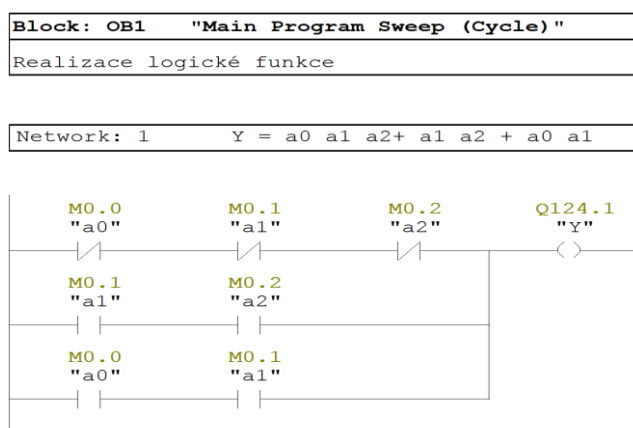 Block: OB1 "Main Program Sweep (Cycle)"
Realizace logické funkce
Network: 1 Y = a0 a1 a2+ a1 a2 + a0 a1
M0.0 M0.1 M0.2 Q124.1
"a0" "a1" "a2" "Y"
M0.1 M0.2
"a1" "a2"
M0.0 M0.1
"a0" "a1"